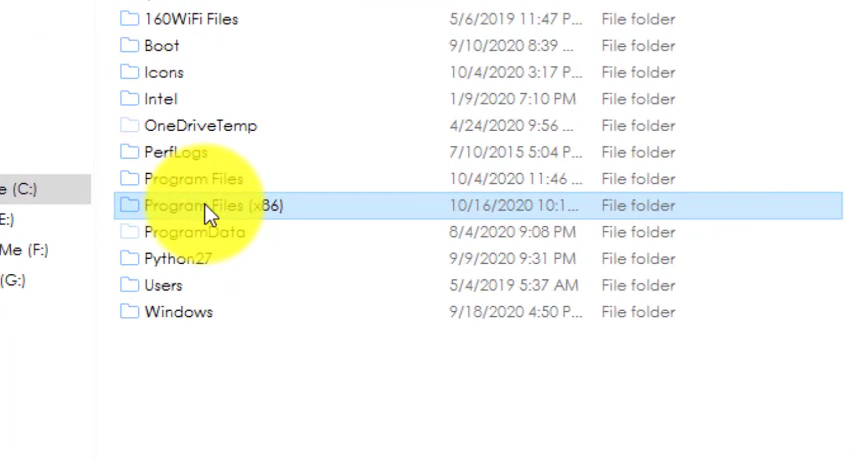 160WiFi Files 5/6/2019 11:47 P... File folder
Boot 9/10/2020 8:39 ... File folder
Icons 10/4/2020 3:17 P... File folder
Intel 1/9/2020 7:10 PM File folder
OneDriveTemp 4/24/2020 9:56 ... File folder
PerfLogs 7/10/2015 5:04 P... File folder
e (C:) Program Files 10/4/2020 11:46 ... File folder
Program Files (x86) 10/16/2020 10:1... File folder
E:) ProgramData 8/4/2020 9:08 PM File folder
Me (F:) Python27 9/9/2020 9:31 PM File folder
(G:) Users 5/4/2019 5:37 AM File folder
Windows 9/18/2020 4:50 P... File folder